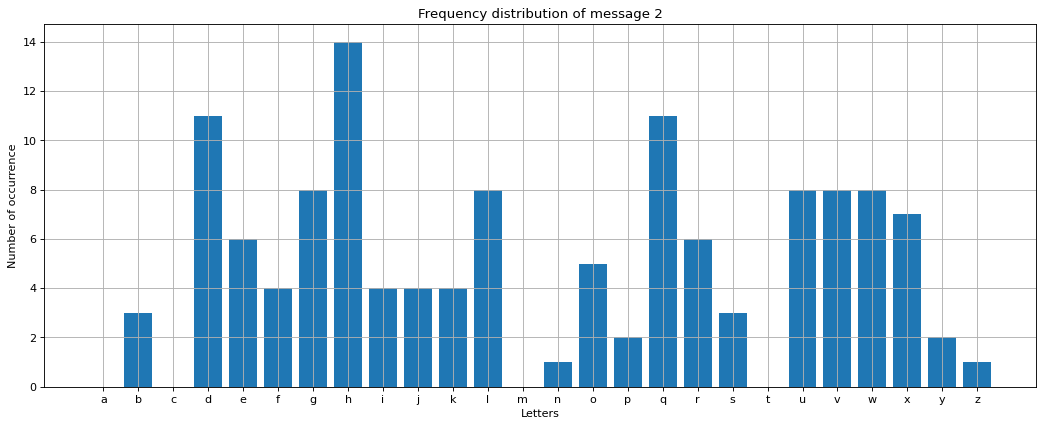 Frequency distribution of message 2
Number of occurrence
14
12
10
8
6
4
2
0
a b c d e f g h i j k l m n o p q r s t u v w x y z
Letters